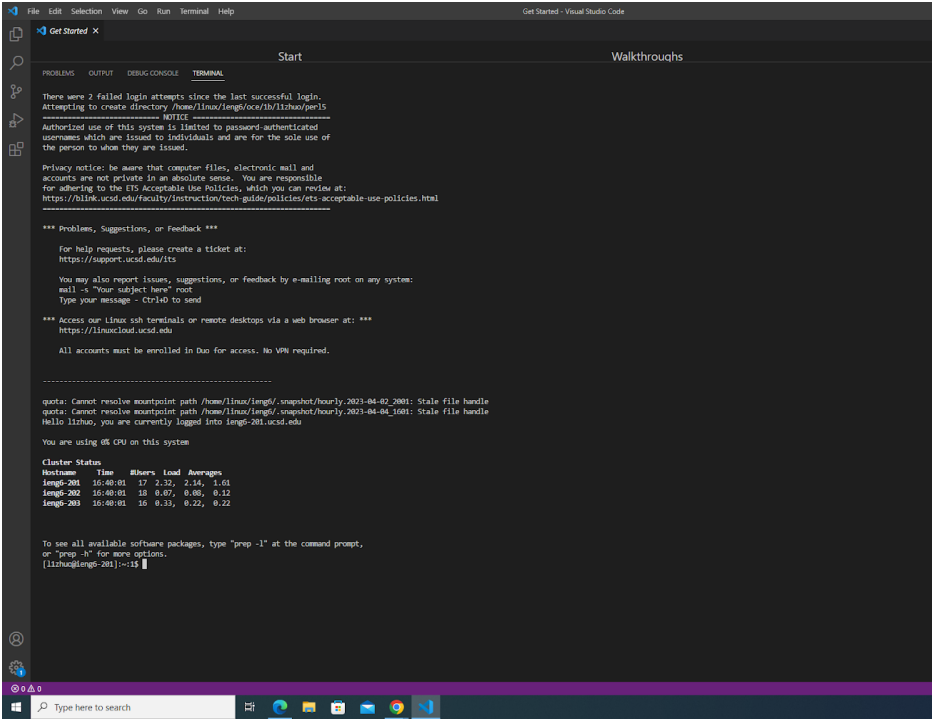 File Edit Selection View Go Run Terminal Help
Get Started - Visual Studio Code
Get Started
Start
Walkthroughs
PROBLEMS OUTPUT DEBUG CONSOLE TERMINAL
There were 2 failed login attempts since the last successful login.
Attempting to create directory /home/linux/ieng6/oce/1b/l1zhuo/perl5
============================ NOTICE =================================
Authorized use of this system is limited to password-authenticated
usernames which are issued to individuals and are for the sole use of
the person to whom they are issued.
Privacy notice: be aware that computer files, electronic mail and
accounts are not private in an absolute sense.  You are responsible
for adhering to the ETS Acceptable Use Policies, which you can review at:
https://blink.ucsd.edu/faculty/instruction/tech-guide/policies/ets-acceptable-use-policies.html
=====================================================================
*** Problems, Suggestions, or Feedback ***
For help requests, please create a ticket at:
https://support.ucsd.edu/its
You may also report issues, suggestions, or feedback by e-mailing root on any system:
mail -s "Your subject here" root
Type your message - Ctrl+D to send
*** Access our Linux ssh terminals or remote desktops via a web browser at: ***
https://linuxcloud.ucsd.edu
All accounts must be enrolled in Duo for access. No VPN required.
-------------------------------------------------------
quota: Cannot resolve mountpoint path /home/linux/ieng6/.snapshot/hourly.2023-04-02_2001: Stale file handle
quota: Cannot resolve mountpoint path /home/linux/ieng6/.snapshot/hourly.2023-04-04_1601: Stale file handle
Hello l1zhuo, you are currently logged into ieng6-201.ucsd.edu
You are using 0% CPU on this system
Cluster Status
Hostname Time #Users Load Averages
ieng6-201 16:40:01 17 2.32, 2.14, 1.61
ieng6-202 16:40:01 18 0.07, 0.08, 0.12
ieng6-203 16:40:01 16 0.33, 0.22, 0.22
To see all available software packages, type "prep -l" at the command prompt,
or "prep -h" for more options.
[l1zhuo@ieng6-201]:~:1$
1
0 0
Type here to search